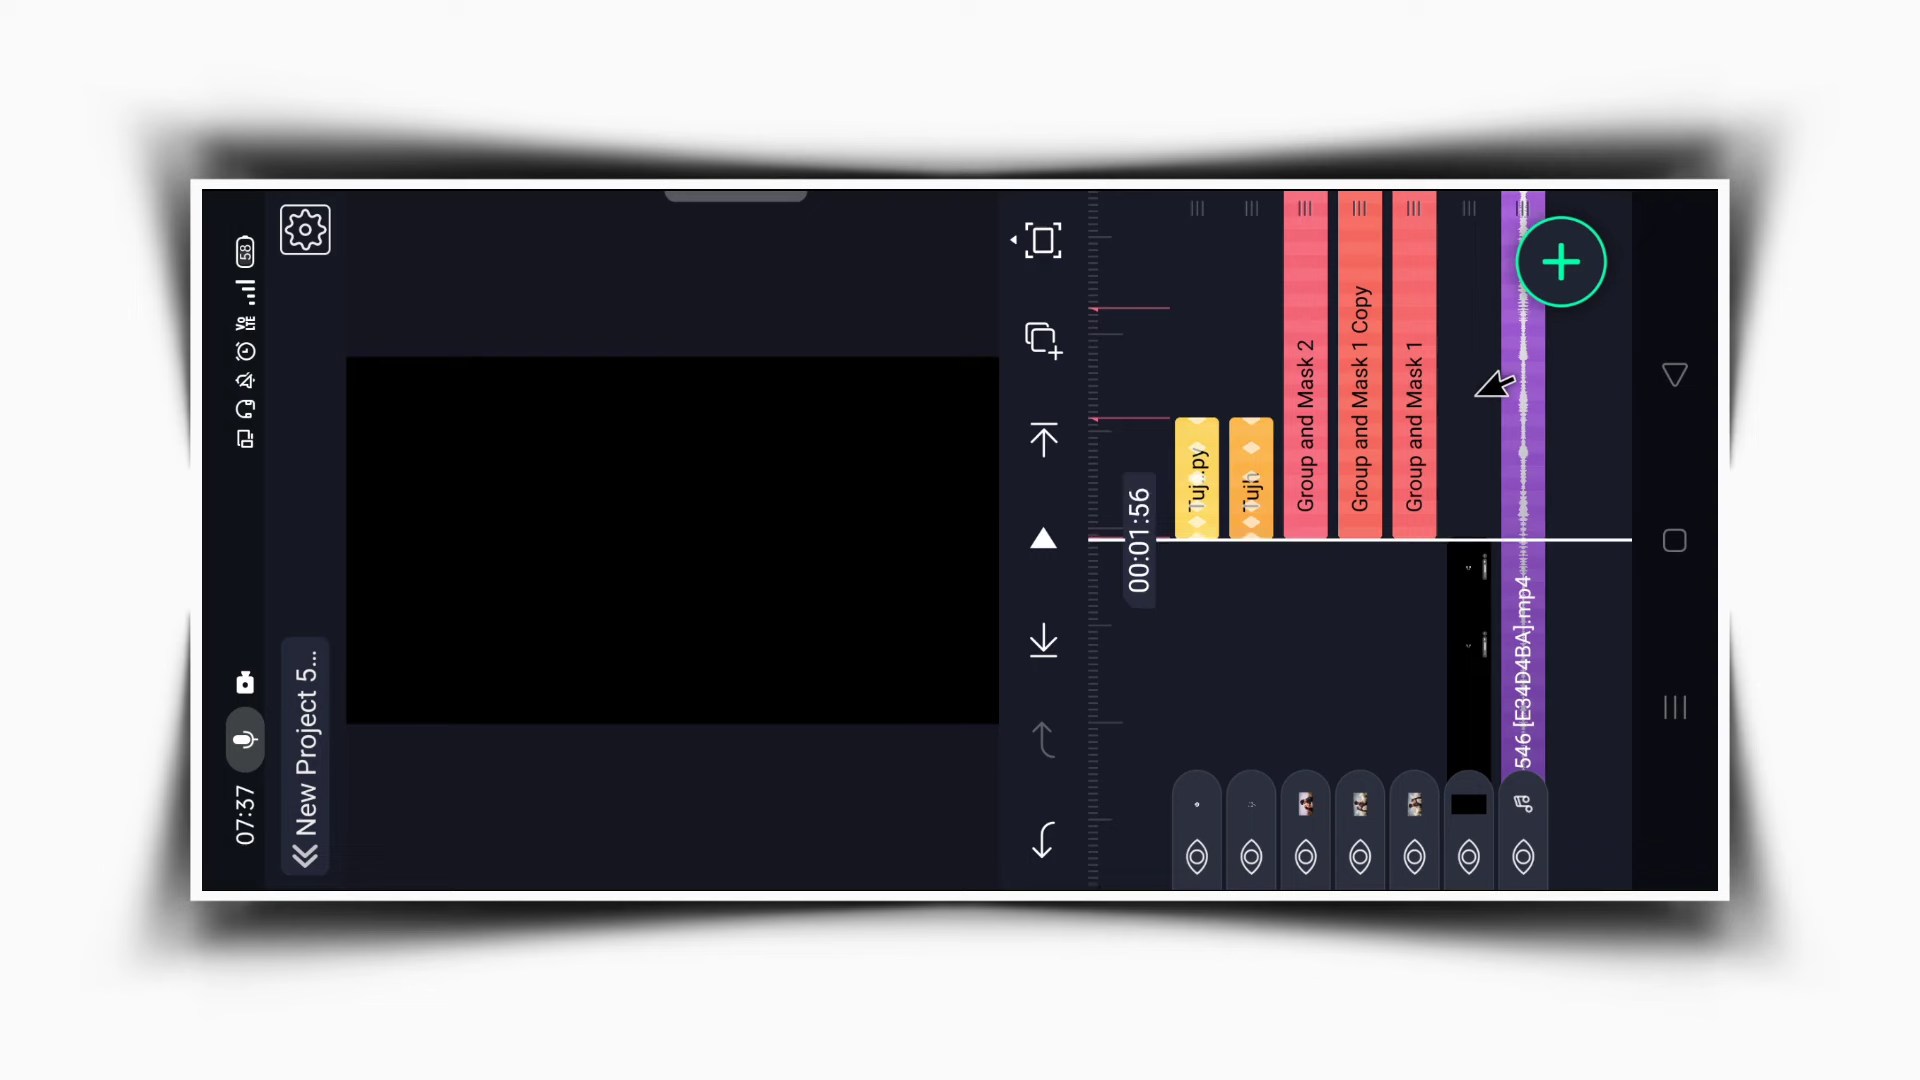 07:37
VoLTE
58
New Project 5...
00:01:56
Tuj...py
Tujh
Group and Mask 2
Group and Mask 1 Copy
Group and Mask 1
546 [E34D4BA].mp4